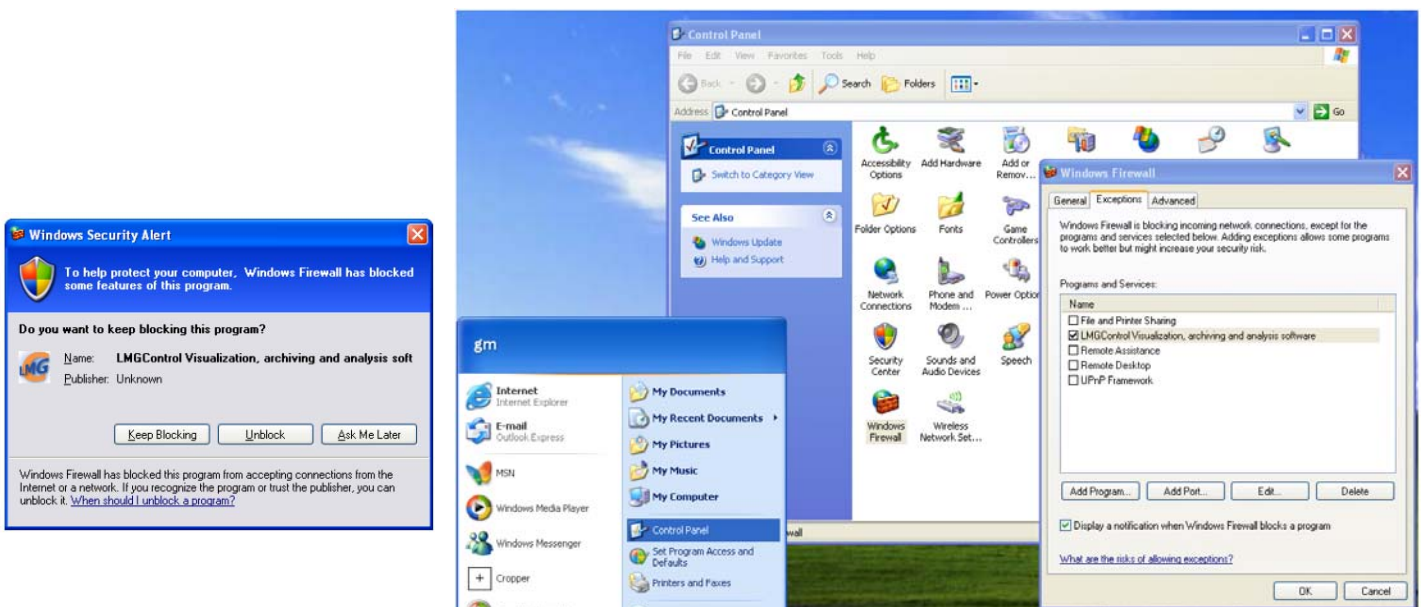 Windows Security Alert
To help protect your computer, Windows Firewall has blocked
some features of this program.
Do you want to keep blocking this program?
LMG
Name: LMGControl Visualization, archiving and analysis soft
Publisher: Unknown
Keep Blocking Unblock Ask Me Later
Windows Firewall has blocked this program from accepting connections from the
Internet or a network. If you recognize the program or trust the publisher, you can
unblock it. When should I unblock a program?
Control Panel
File Edit View Favorites Tools Help
Back Search Folders
Address Control Panel Go
Control Panel
Switch to Category View
See Also
Windows Update
Help and Support
Accessibility
Options
Add Hardware
Add or
Remov...
Folder Options
Fonts
Game
Controllers
Network
Connections
Phone and
Modem ...
Power Option
Security
Center
Sounds and
Audio Devices
Speech
Windows
Firewall
Wireless
Network Set...
wall
gm
Internet
Internet Explorer
E-mail
Outlook Express
MSN
Windows Media Player
Windows Messenger
Cropper
My Documents
My Recent Documents
My Pictures
My Music
My Computer
Control Panel
Set Program Access and
Defaults
Printers and Faxes
Windows Firewall
General Exceptions Advanced
Windows Firewall is blocking incoming network connections, except for the
programs and services selected below. Adding exceptions allows some programs
to work better but might increase your security risk.
Programs and Services:
Name
File and Printer Sharing
LMGControl Visualization, archiving and analysis software
Remote Assistance
Remote Desktop
UPnP Framework
Add Program... Add Port... Edit... Delete
Display a notification when Windows Firewall blocks a program
What are the risks of allowing exceptions?
OK Cancel